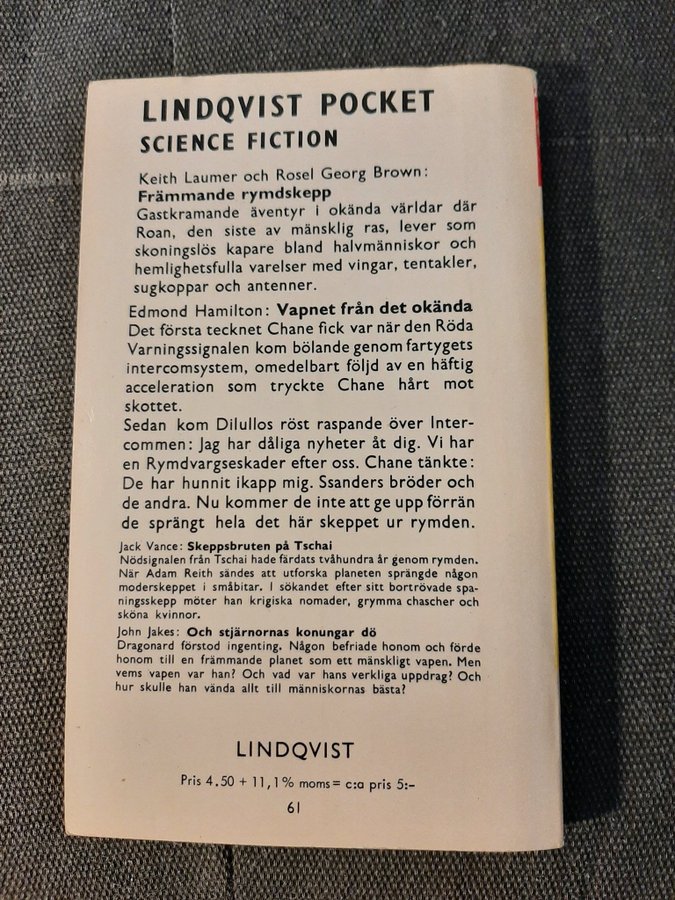 LINDQVIST POCKET
SCIENCE FICTION
Keith Laumer och Rosel Georg Brown:
Främmande rymdskepp
Gastkramande äventyr i okända världar där
Roan, den siste av mänsklig ras, lever som
skoningslös kapare bland halvmänniskor och
hemlighetsfulla varelser med vingar, tentakler,
sugkoppar och antenner.
Edmond Hamilton: Vapnet från det okända
Det första tecknet Chane fick var när den Röda
Varningssignalen kom bölande genom fartygets
intercomsystem, omedelbart följd av en häftig
acceleration som tryckte Chane hårt mot
skottet.
Sedan kom Dilullos röst raspande över Inter-
commen: Jag har dåliga nyheter åt dig. Vi har
en Rymdvargseskader efter oss. Chane tänkte:
De har hunnit ikapp mig. Ssanders bröder och
de andra. Nu kommer de inte att ge upp förrän
de sprängt hela det här skeppet ur rymden.
Jack Vance: Skeppsbruten på Tschai
Nödsignalen från Tschai hade färdats tvåhundra år genom rymden.
När Adam Reith sändes att utforska planeten sprängde någon
moderskeppet i småbitar. I sökandet efter sitt bortrövade spa-
ningsskepp möter han krigiska nomader, grymma chascher och
sköna kvinnor.
John Jakes: Och stjärnornas konungar dö
Dragonard förstod ingenting. Någon befriade honom och förde
honom till en främmande planet som ett mänskligt vapen. Men
vems vapen var han? Och vad var hans verkliga uppdrag? Och
hur skulle han vända allt till människornas bästa?
LINDQVIST
Pris 4.50 + 11,1% moms = c:a pris 5:-
61